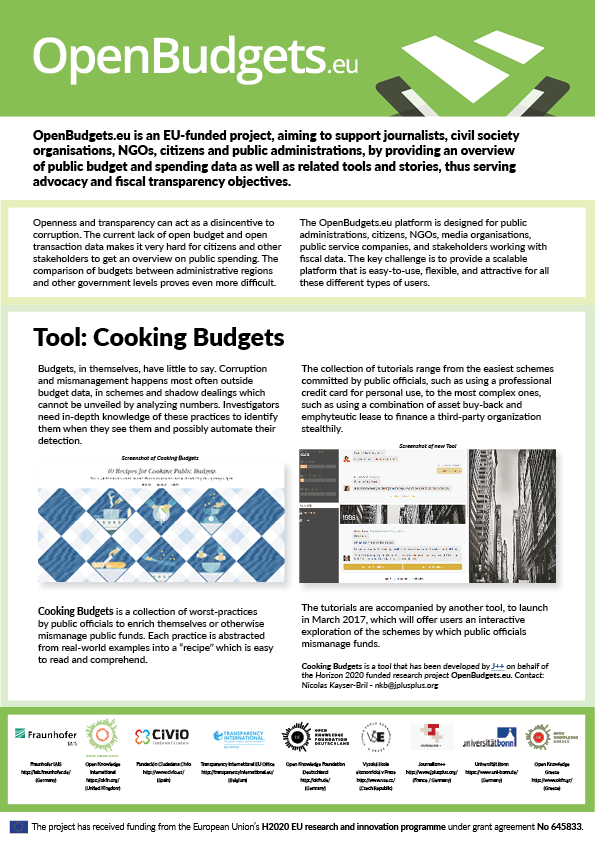 OpenBudgets.eu
OpenBudgets.eu is an EU-funded project, aiming to support journalists, civil society
organisations, NGOs, citizens and public administrations, by providing an overview
of public budget and spending data as well as related tools and stories, thus serving
advocacy and fiscal transparency objectives.
Openness and transparency can act as a disincentive to
corruption. The current lack of open budget and open
transaction data makes it very hard for citizens and other
stakeholders to get an overview on public spending. The
comparison of budgets between administrative regions
and other government levels proves even more difficult.
The OpenBudgets.eu platform is designed for public
administrations, citizens, NGOs, media organisations,
public service companies, and stakeholders working with
fiscal data. The key challenge is to provide a scalable
platform that is easy-to-use, flexible, and attractive for all
these different types of users.
Tool: Cooking Budgets
Budgets, in themselves, have little to say. Corruption
and mismanagement happens most often outside
budget data, in schemes and shadow dealings which
cannot be unveiled by analyzing numbers. Investigators
need in-depth knowledge of these practices to identify
them when they see them and possibly automate their
detection.
Screenshot of Cooking Budgets
40 Recipes for Cooking Public Budgets
Cooking Budgets is a collection of worst-practices
by public officials to enrich themselves or otherwise
mismanage public funds. Each practice is abstracted
from real-world examples into a "recipe" which is easy
to read and comprehend.
The collection of tutorials range from the easiest schemes
committed by public officials, such as using a professional
credit card for personal use, to the most complex ones,
such as using a combination of asset buy-back and
emphyteutic lease to finance a third-party organization
stealthily.
Screenshot of new Tool
1996
The tutorials are accompanied by another tool, to launch
in March 2017, which will offer users an interactive
exploration of the schemes by which public officials
mismanage funds.
Cooking Budgets is a tool that has been developed by J++ on behalf of
the Horizon 2020 funded research project OpenBudgets.eu. Contact:
Nicolas Kayser-Bril - nkb@jplusplus.org
Fraunhofer
IAIS
Fraunhofer IAIS
(Germany)
Open Knowledge
International
https://okfn.org/
(United Kingdom)
CiViO
Fundación Ciudadana
Fundación Ciudadana Civio
http://www.civio.es/
(Spain)
TRANSPARENCY
INTERNATIONAL
Transparency International EU Office
http://transparency.international.eu/
(Belgium)
OPEN
KNOWLEDGE
FOUNDATION
DEUTSCHLAND
Open Knowledge Foundation
Deutschland
http://okfn.de/
(Germany)
Vysoká škola
ekonomická v Praze
http://www.vse.cz/
(Czech Republic)
JOURNALISM++
Journalism++
http://www.jplusplus.org/
(France / Germany)
universitätbonn
Universität Bonn
http://www.uni-bonn.de/
(Germany)
OPEN KNOWLEDGE
GREECE
Open Knowledge
Greece
http://www.okfn.gr/
(Greece)
The project has received funding from the European Union's H2020 EU research and innovation programme under grant agreement No 645833.